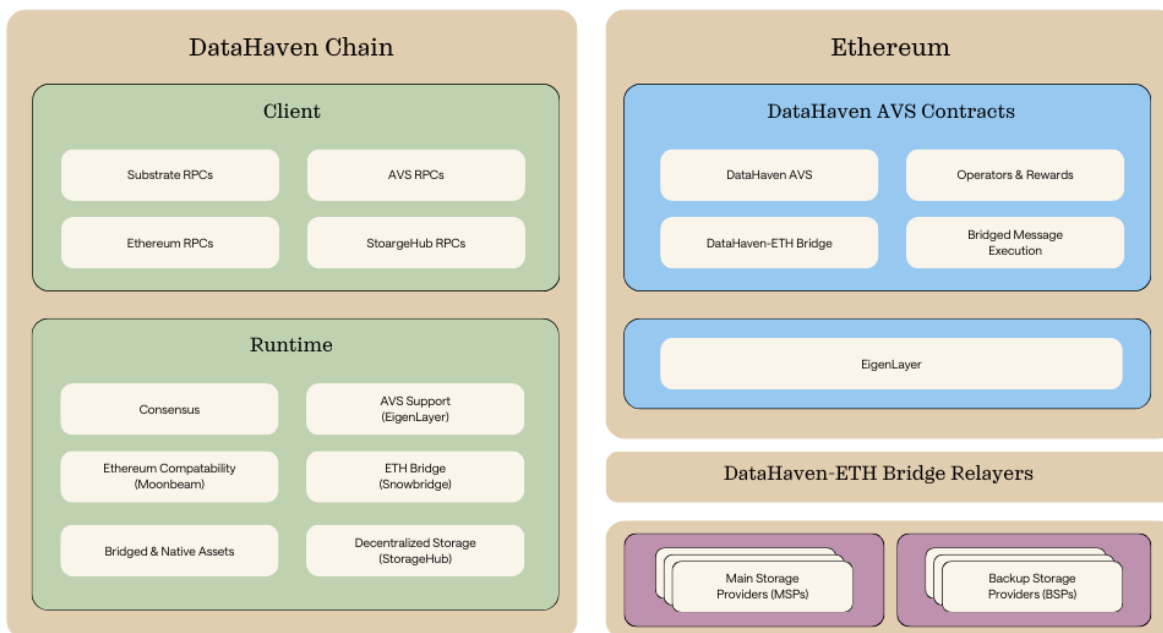 DataHaven Chain
Client
Substrate RPCs
AVS RPCs
Ethereum RPCs
StoargeHub RPCs
Runtime
Consensus
AVS Support
(EigenLayer)
Ethereum Compatability
(Moonbeam)
ETH Bridge
(Snowbridge)
Bridged & Native Assets
Decentralized Storage
(StorageHub)
Ethereum
DataHaven AVS Contracts
DataHaven AVS
Operators & Rewards
DataHaven-ETH Bridge
Bridged Message
Execution
EigenLayer
DataHaven-ETH Bridge Relayers
Main Storage
Providers (MSPs)
Backup Storage
Providers (BSPs)